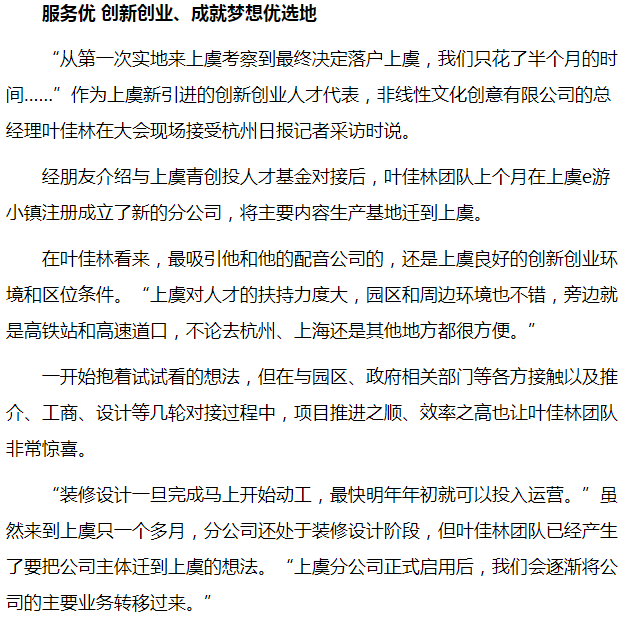 服务优 创新创业、成就梦想优选地
“从第一次实地来上虞考察到最终决定落户上虞，我们只花了半个月的时
间……”作为上虞新引进的创新创业人才代表，非线性文化创意有限公司的总
经理叶佳林在大会现场接受杭州日报记者采访时说。
经朋友介绍与上虞青创投人才基金对接后，叶佳林团队上个月在上虞e游
小镇注册成立了新的分公司，将主要内容生产基地迁到上虞。
在叶佳林看来，最吸引他和他的配音公司的，还是上虞良好的创新创业环
境和区位条件。“上虞对人才的扶持力度大，园区和周边环境也不错，旁边就
是高铁站和高速道口，不论去杭州、上海还是其他地方都很方便。”
一开始抱着试试看的想法，但在与园区、政府相关部门等各方接触以及推
介、工商、设计等几轮对接过程中，项目推进之顺、效率之高也让叶佳林团队
非常惊喜。
“装修设计一旦完成马上开始动工，最快明年年初就可以投入运营。”虽
然来到上虞只一个多月，分公司还处于装修设计阶段，但叶佳林团队已经产生
了要把公司主体迁到上虞的想法。“上虞分公司正式启用后，我们会逐渐将公
司的主要业务转移过来。”